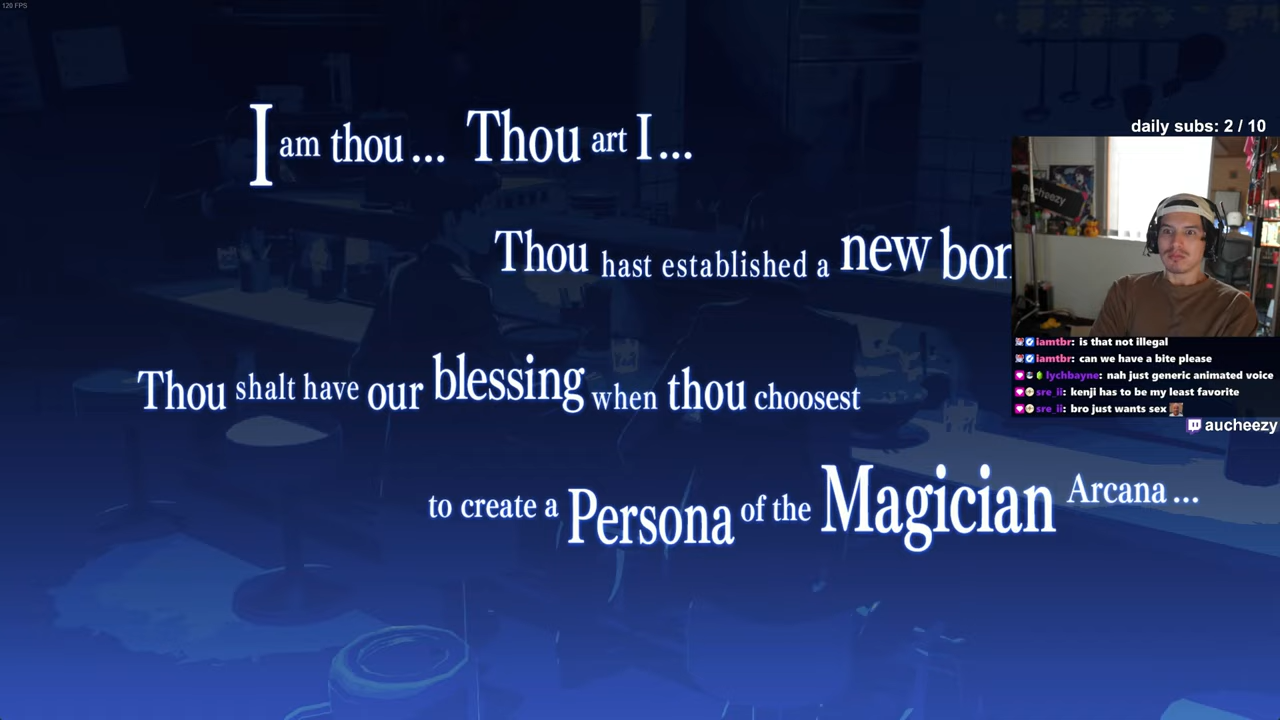 120 FPS
I am thou... Thou art I...
daily subs: 2 / 10
Thou hast established a new
Thou shalt have our blessing when thou choosest
to create a Persona of the Magician Arcana...
aucheezy
iamtbr: is that not illegal
iamtbr: can we have a bite please
lychbayne: nah just generic animated voice
sre_ii: kenji has to be my least favorite
sre_ii: bro just wants sex
aucheezy